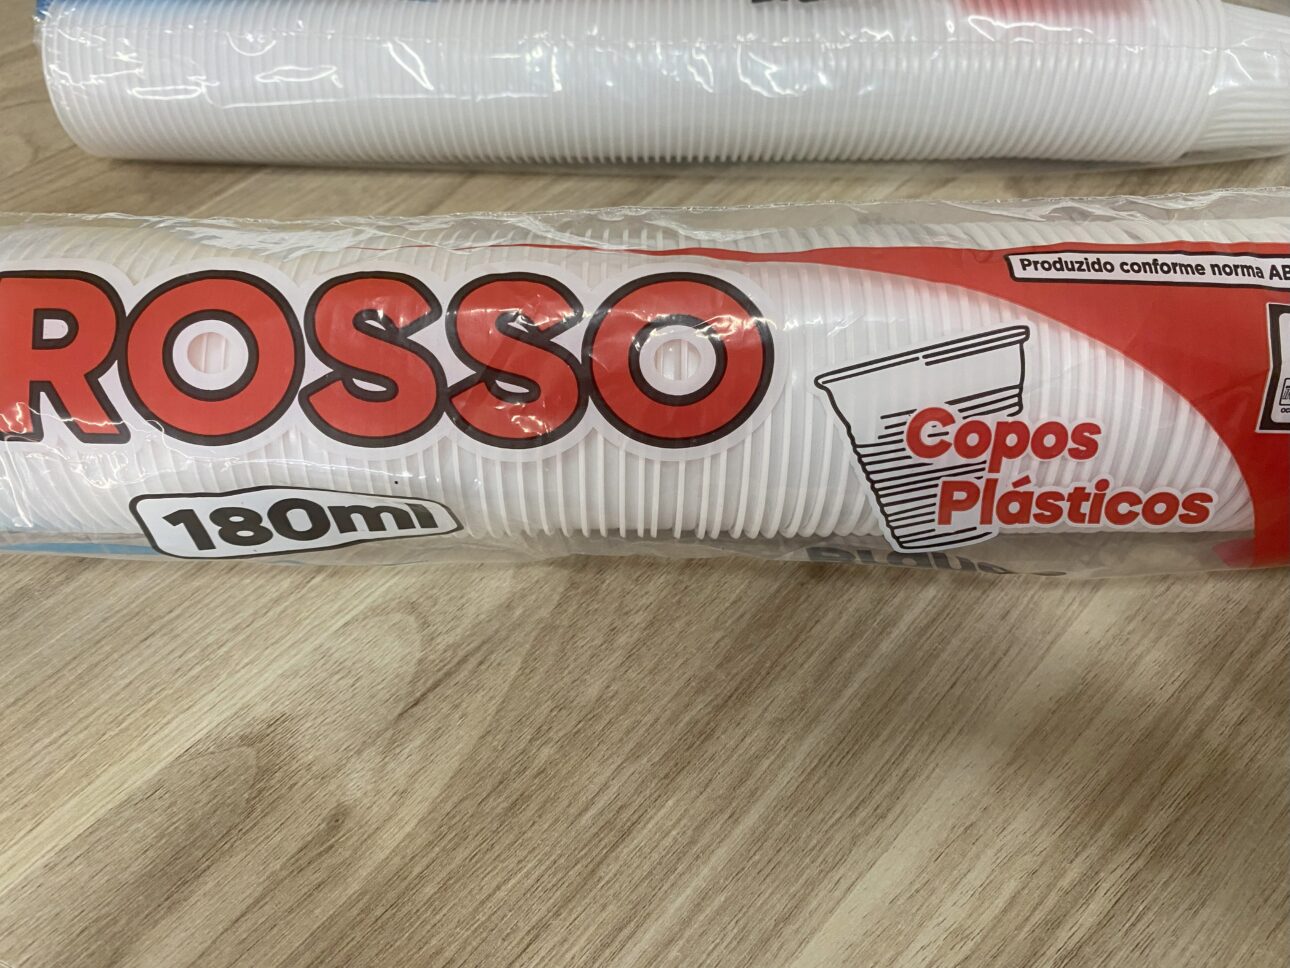 ROSSO
180ml
Produzido conforme norma AB
Copos
Plásticos